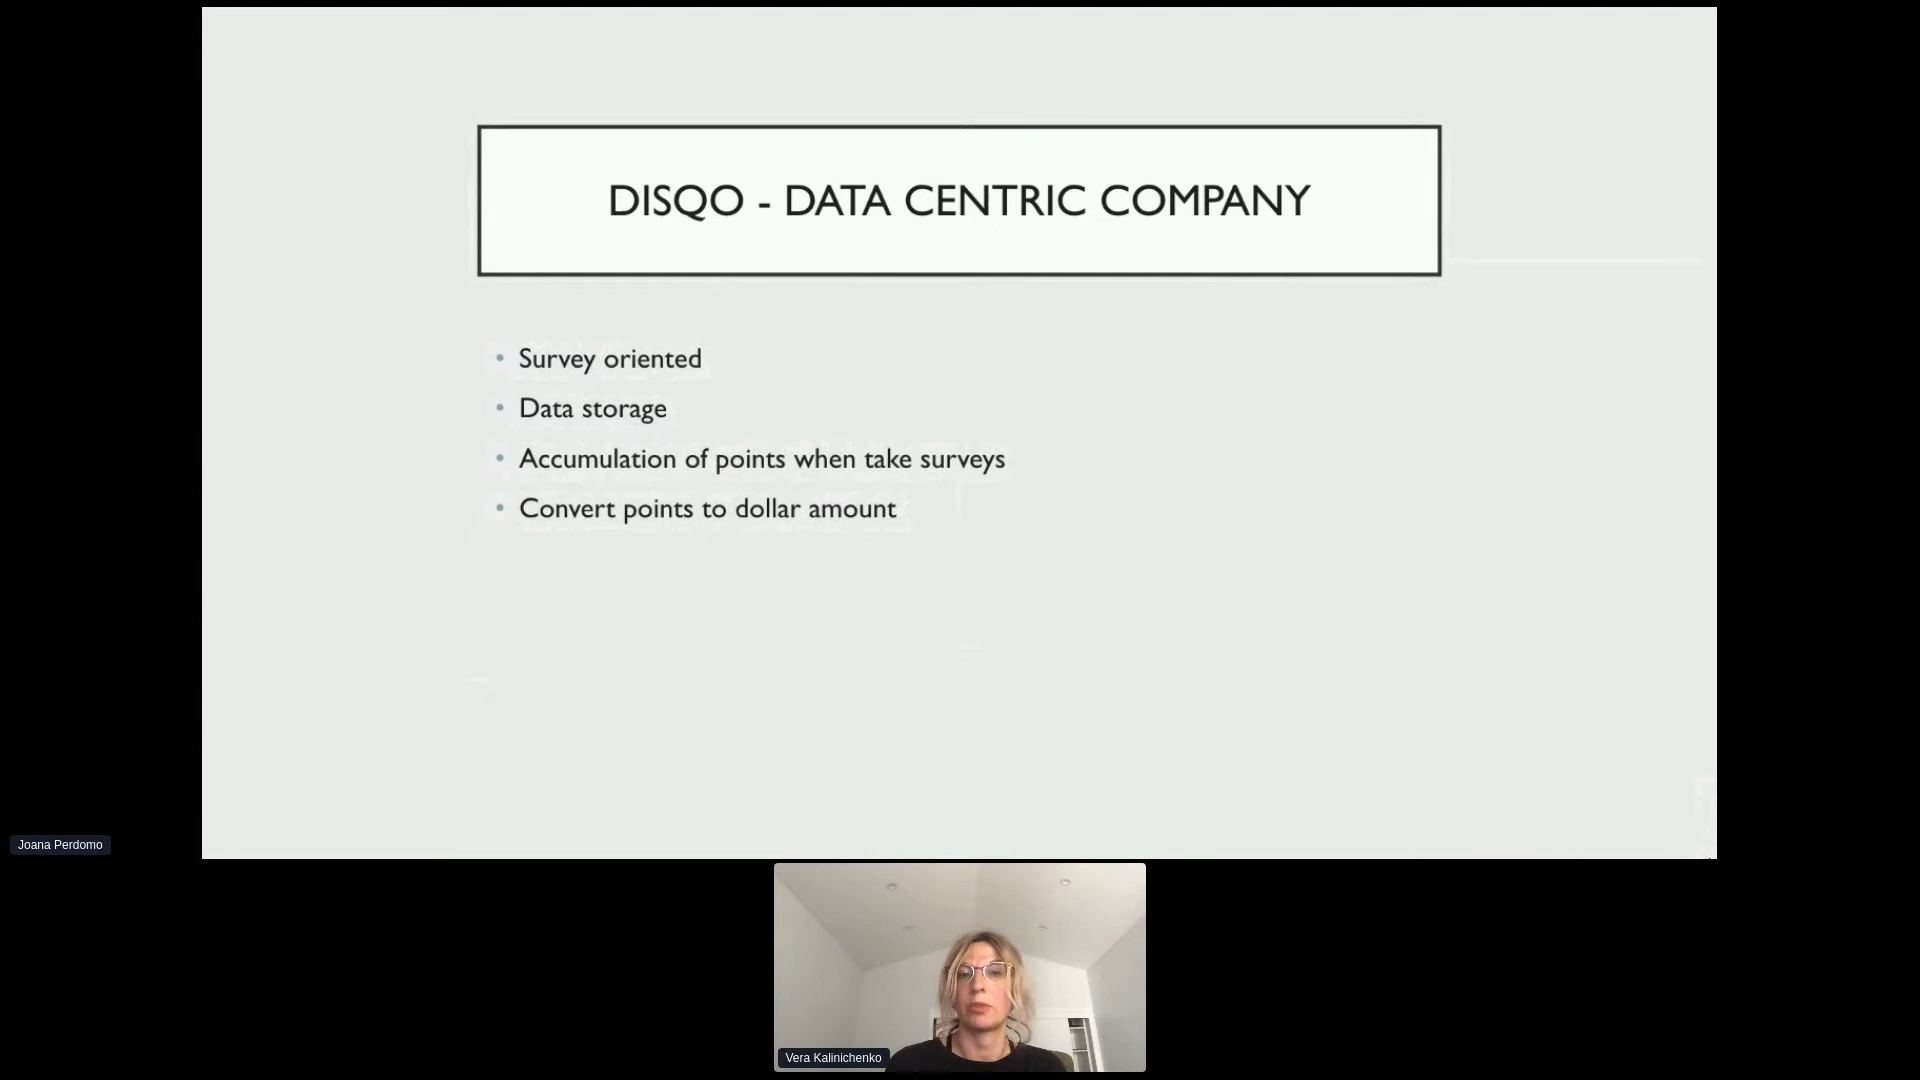 DISQO - DATA CENTRIC COMPANY
• Survey oriented
• Data storage
• Accumulation of points when take surveys
• Convert points to dollar amount
Joana Perdomo
Vera Kalinichenko